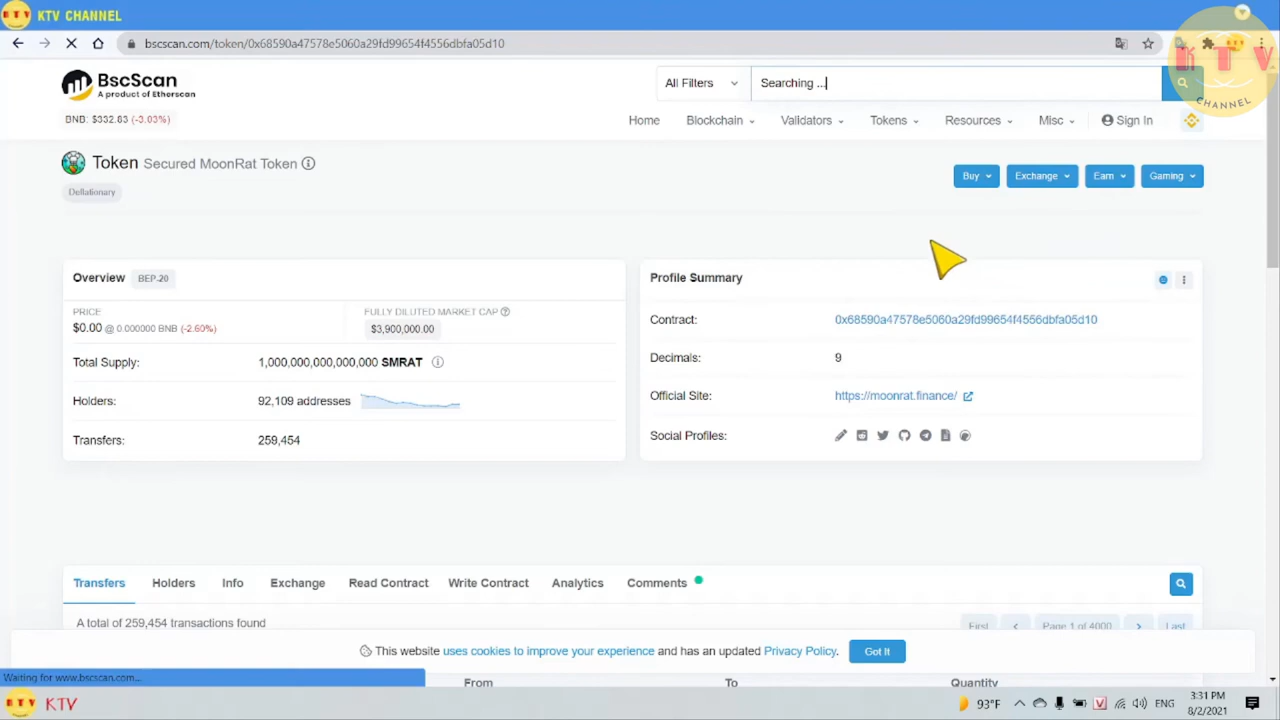 KTV CHANNEL
bscscan.com/token/0x68590a47578e5060a29fd99654f4556dbfa05d10
KTV
CHANNEL
BscScan
A product of Etherscan
All Filters
Searching ...
BNB: $332.83 (-3.03%)
Home Blockchain Validators Tokens Resources Misc Sign In
Token Secured MoonRat Token
Deflationary
Buy Exchange Earn Gaming
Overview BEP-20
PRICE
$0.00 @ 0.000000 BNB (-2.60%)
FULLY DILUTED MARKET CAP
$3,900,000.00
Total Supply: 1,000,000,000,000,000 SMRAT
Holders: 92,109 addresses
Transfers: 259,454
Profile Summary
Contract: 0x68590a47578e5060a29fd99654f4556dbfa05d10
Decimals: 9
Official Site: https://moonrat.finance/
Social Profiles:
Transfers Holders Info Exchange Read Contract Write Contract Analytics Comments
A total of 259,454 transactions found
First Page 1 of 4000 Last
This website uses cookies to improve your experience and has an updated Privacy Policy. Got It
Waiting for www.bscscan.com...
From To Quantity
KTV
93°F ENG 3:31 PM
8/2/2021